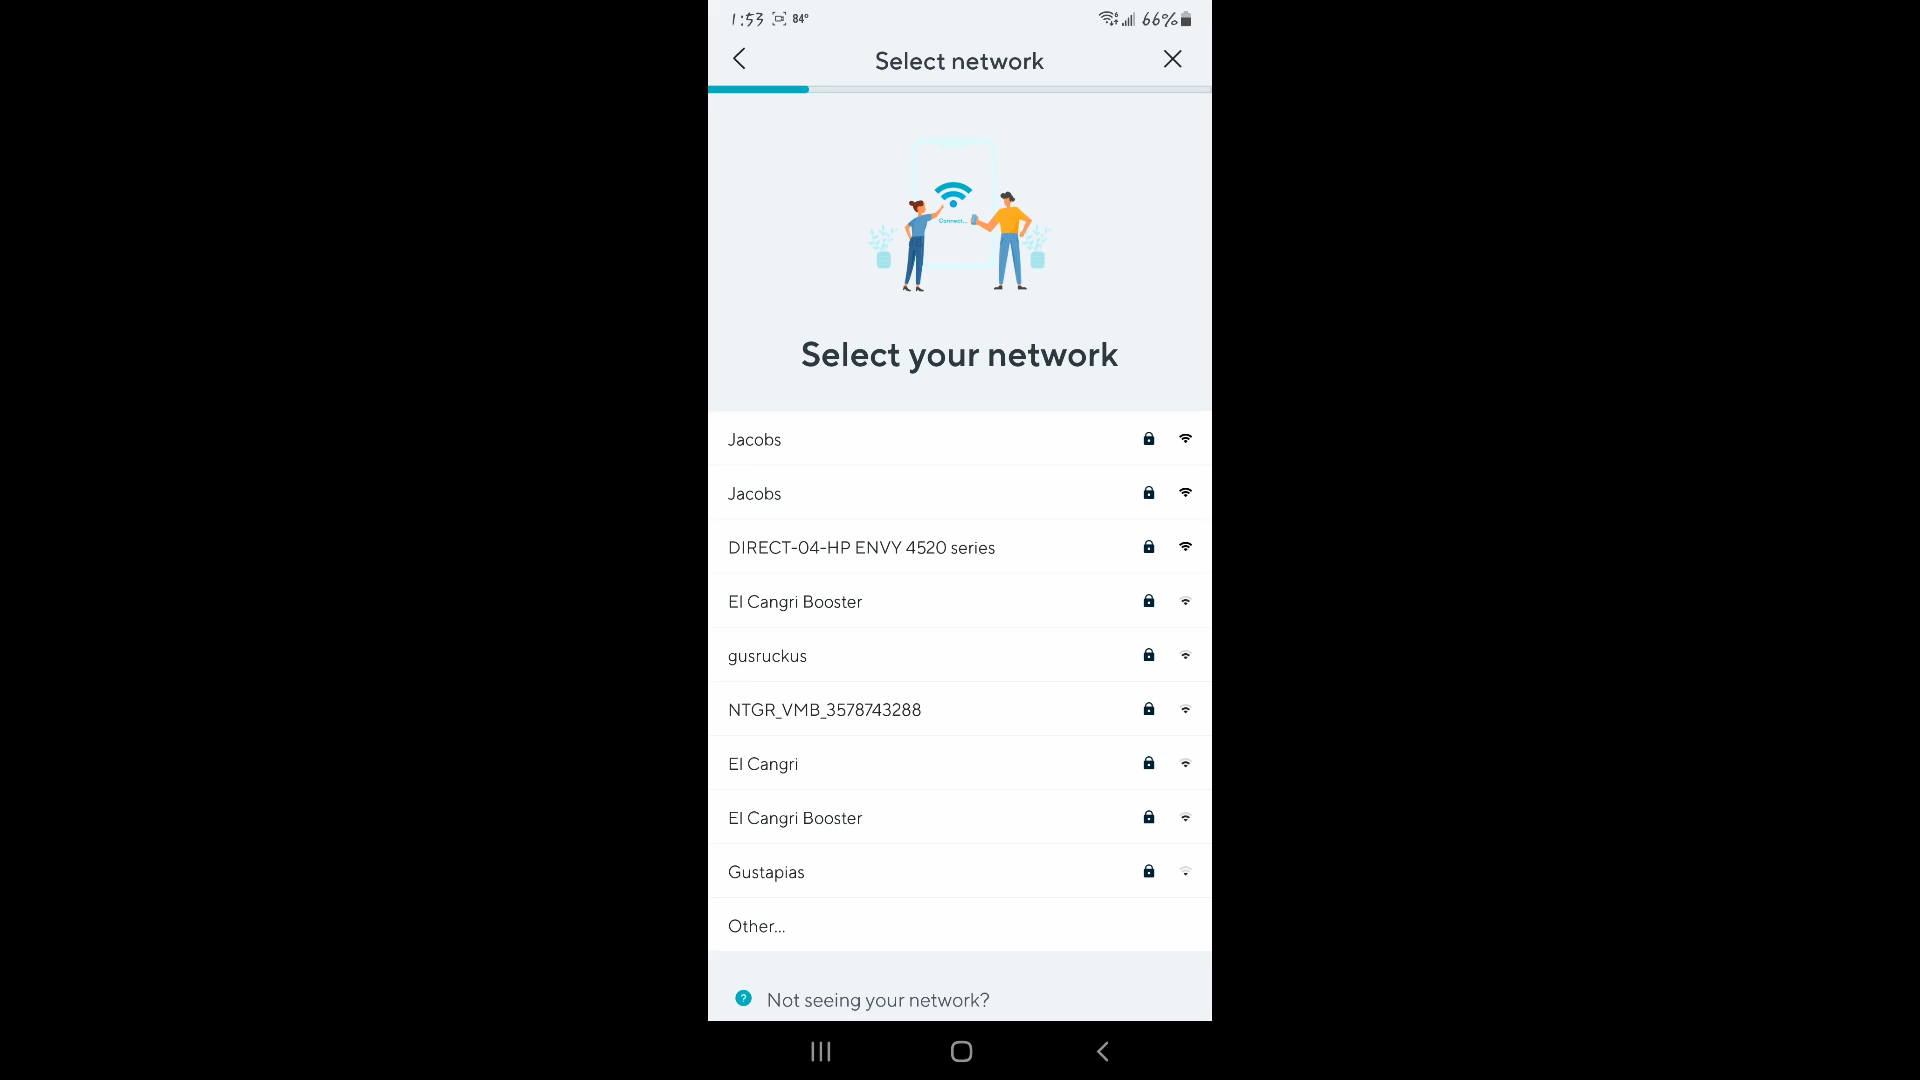 1:53 84° 66%
Select network
Connect...
Select your network
Jacobs
Jacobs
DIRECT-04-HP ENVY 4520 series
El Cangri Booster
gusruckus
NTGR_VMB_3578743288
El Cangri
El Cangri Booster
Gustapias
Other...
? Not seeing your network?